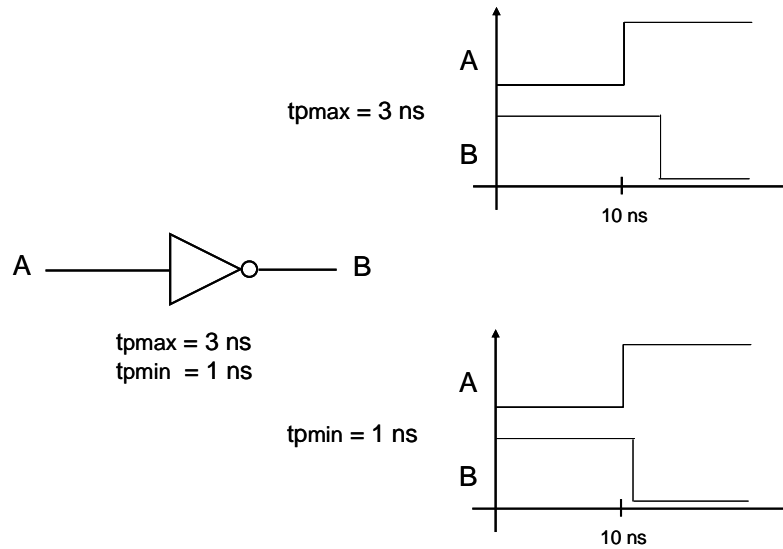 A
tpmax = 3 ns
B
10 ns
A
B
tpmax = 3 ns
tpmin = 1 ns
A
tpmin = 1 ns
B
10 ns